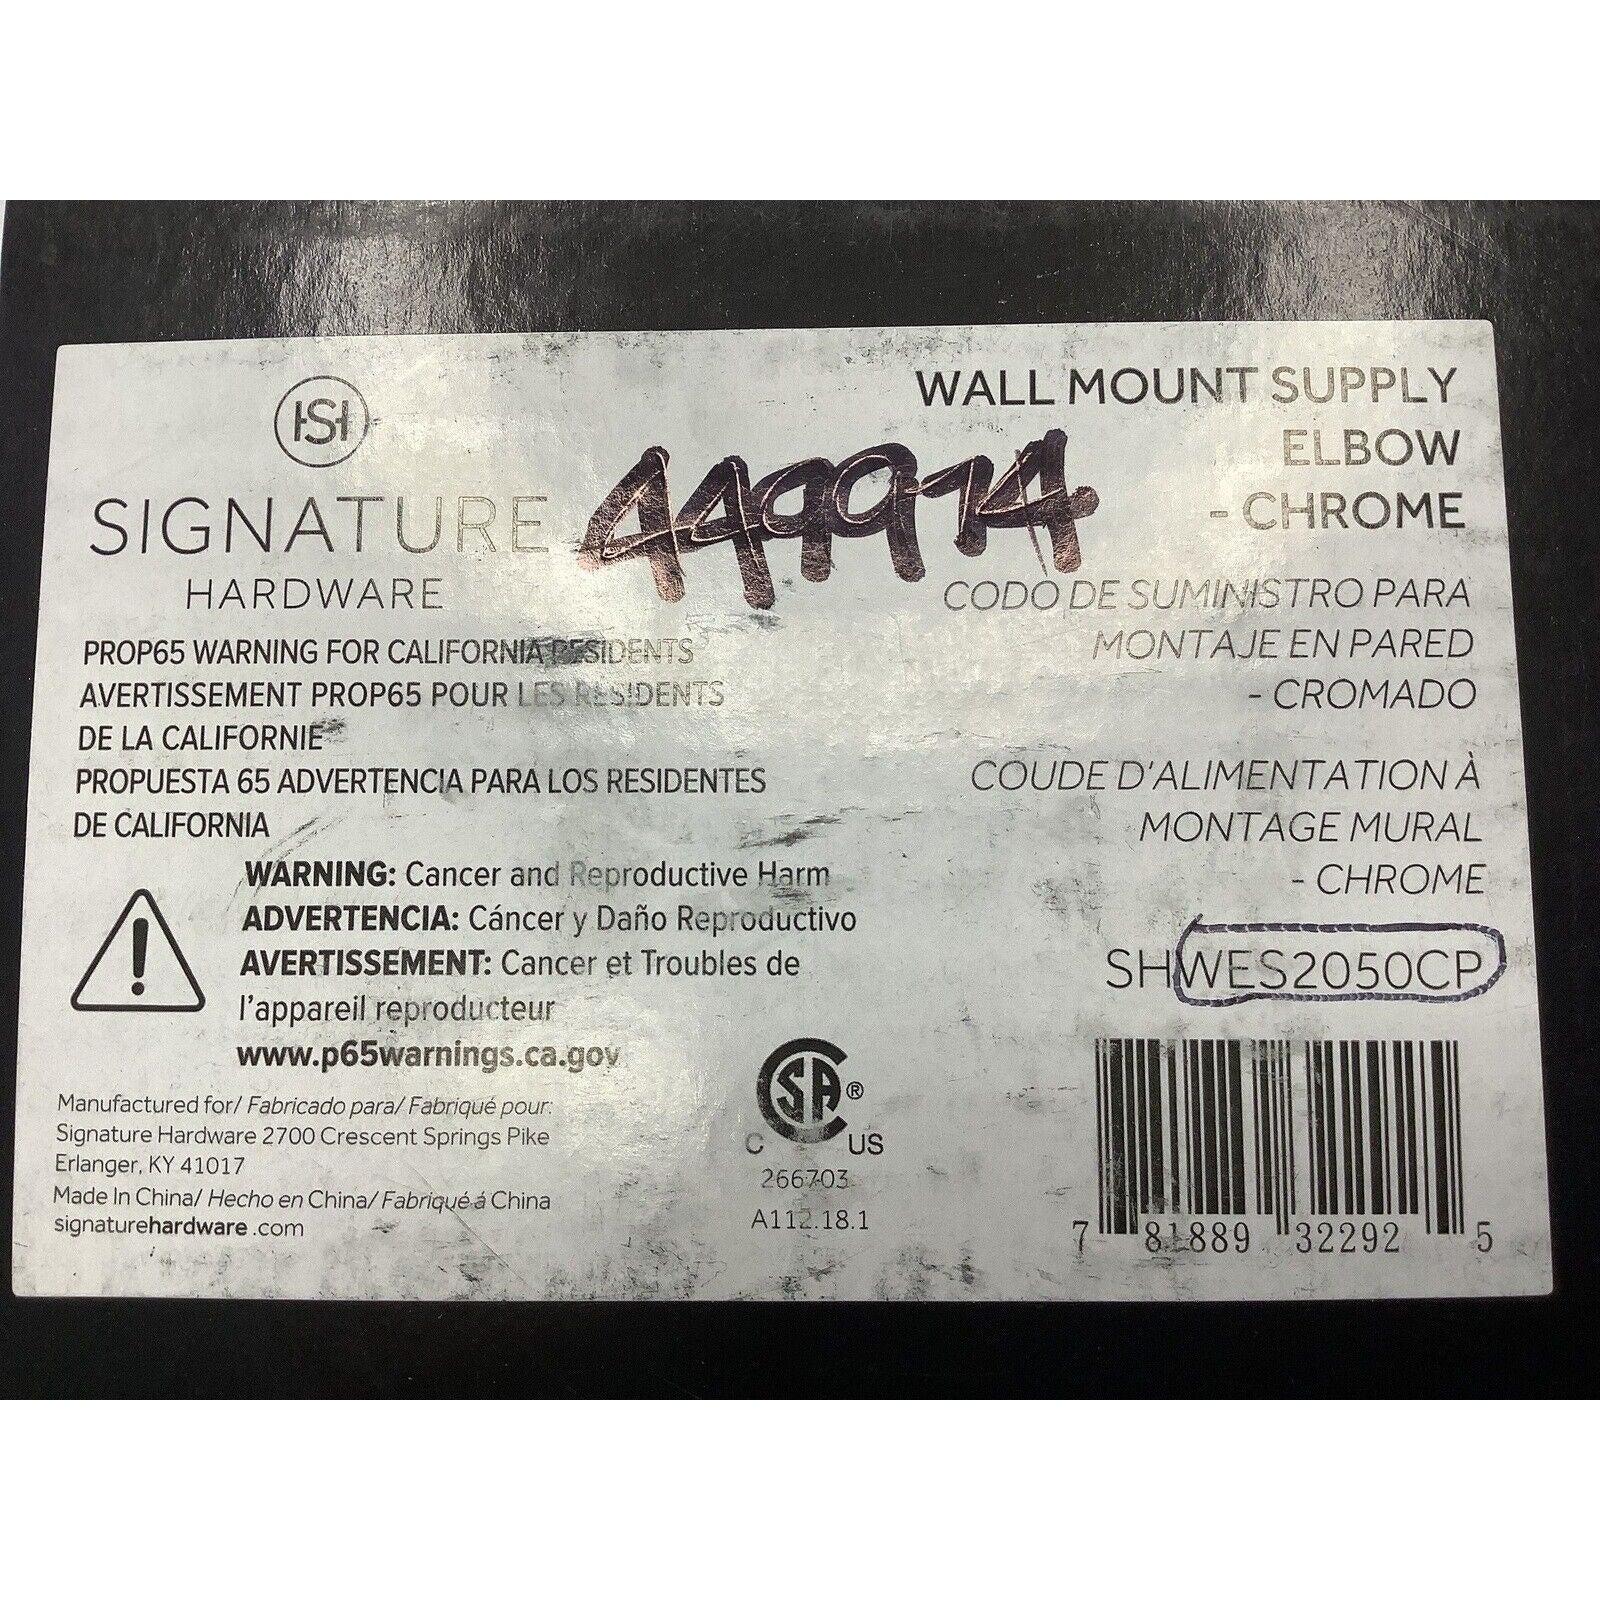 HSH
SIGNATURE
HARDWARE
449974
WALL MOUNT SUPPLY
ELBOW
- CHROME
CODO DE SUMINISTRO PARA
MONTAJE EN PARED
- CROMADO
COUDE D'ALIMENTATION À
MONTAGE MURAL
- CHROME
SHWES2050CP
PROP65 WARNING FOR CALIFORNIA RESIDENTS
AVERTISSEMENT PROP65 POUR LES RESIDENTS
DE LA CALIFORNIE
PROPUESTA 65 ADVERTENCIA PARA LOS RESIDENTES
DE CALIFORNIA
WARNING: Cancer and Reproductive Harm
ADVERTENCIA: Cáncer y Daño Reproductivo
AVERTISSEMENT: Cancer et Troubles de
l'appareil reproducteur
www.p65warnings.ca.gov
Manufactured for/ Fabricado para/ Fabriqué pour:
Signature Hardware 2700 Crescent Springs Pike
Erlanger, KY 41017
Made In China/ Hecho en China/ Fabriqué á China
signaturehardware.com
CSA®
C US
266703
A112.18.1
7 81889 32292 5